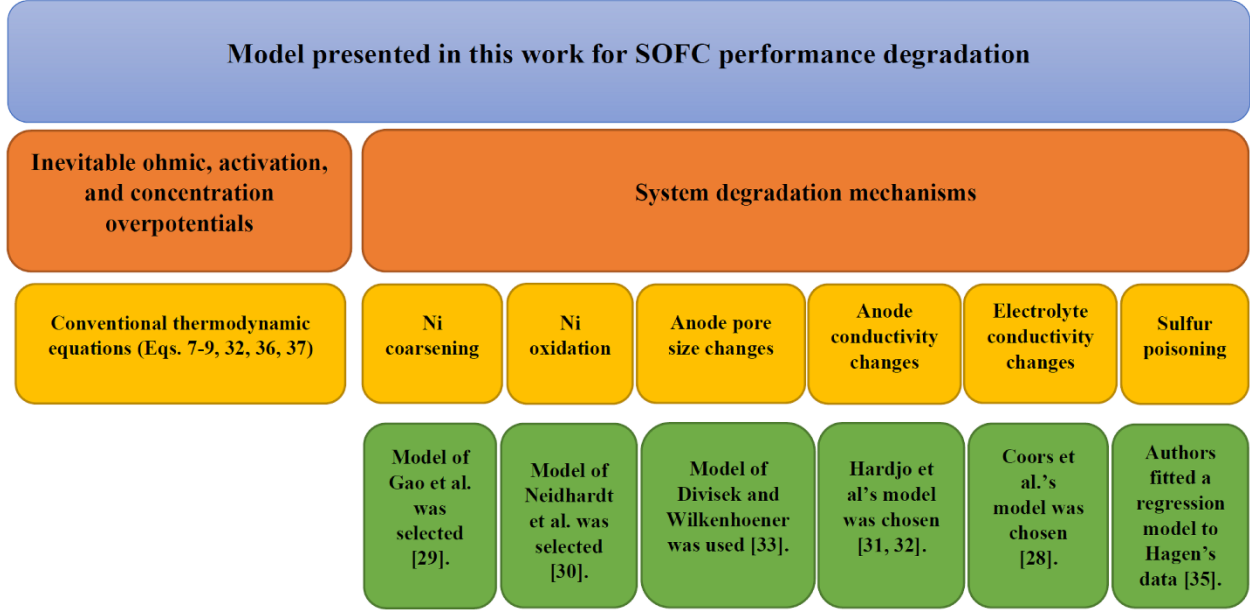 Model presented in this work for SOFC performance degradation
Inevitable ohmic, activation,
and concentration
overpotentials
System degradation mechanisms
Conventional thermodynamic
equations (Eqs. 7-9, 32, 36, 37)
Ni
coarsening
Ni
oxidation
Anode pore
size changes
Anode
conductivity
changes
Electrolyte
conductivity
changes
Sulfur
poisoning
Model of
Gao et al.
was
selected
[29].
Model of
Neidhardt
et al. was
selected
[30].
Model of
Divisek and
Wilkenhoener
was used [33].
Hardjo et
al’s model
was chosen
[31, 32].
Coors et
al.’s
model was
chosen
[28].
Authors
fitted a
regression
model to
Hagen’s
data [35].